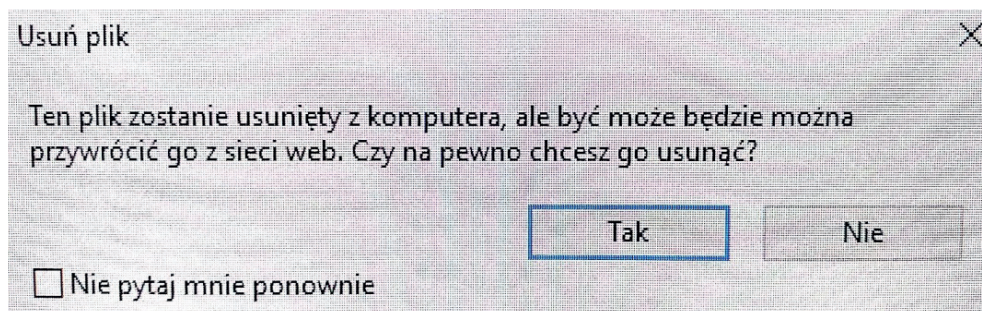 Usuń plik
Ten plik zostanie usunięty z komputera, ale być może będzie można
przywrócić go z sieci web. Czy na pewno chcesz go usunąć?
Tak
Nie
Nie pytaj mnie ponownie